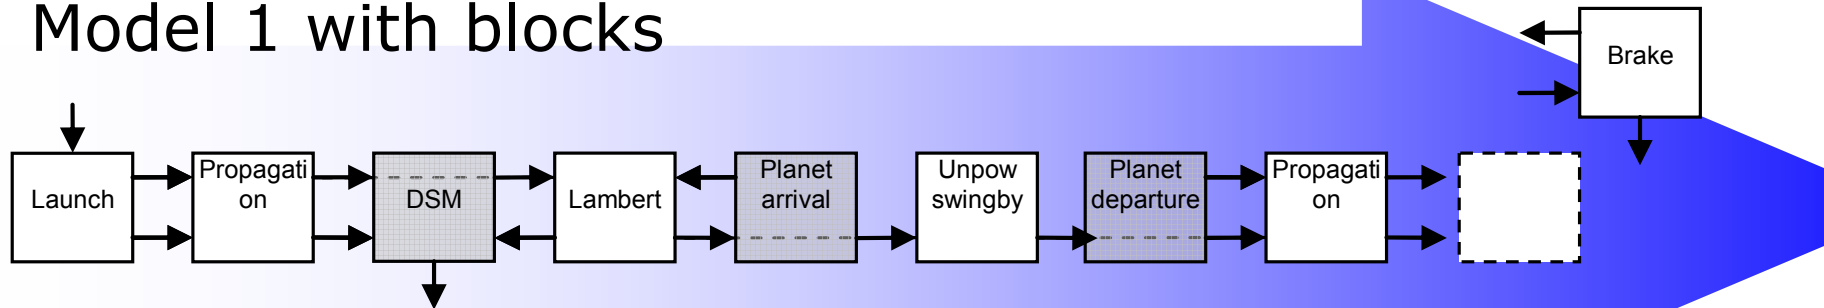 Model 1 with blocks
Brake
Launch
Propagati
on
DSM
Lambert
Planet
arrival
Unpow
swingby
Planet
departure
Propagati
on